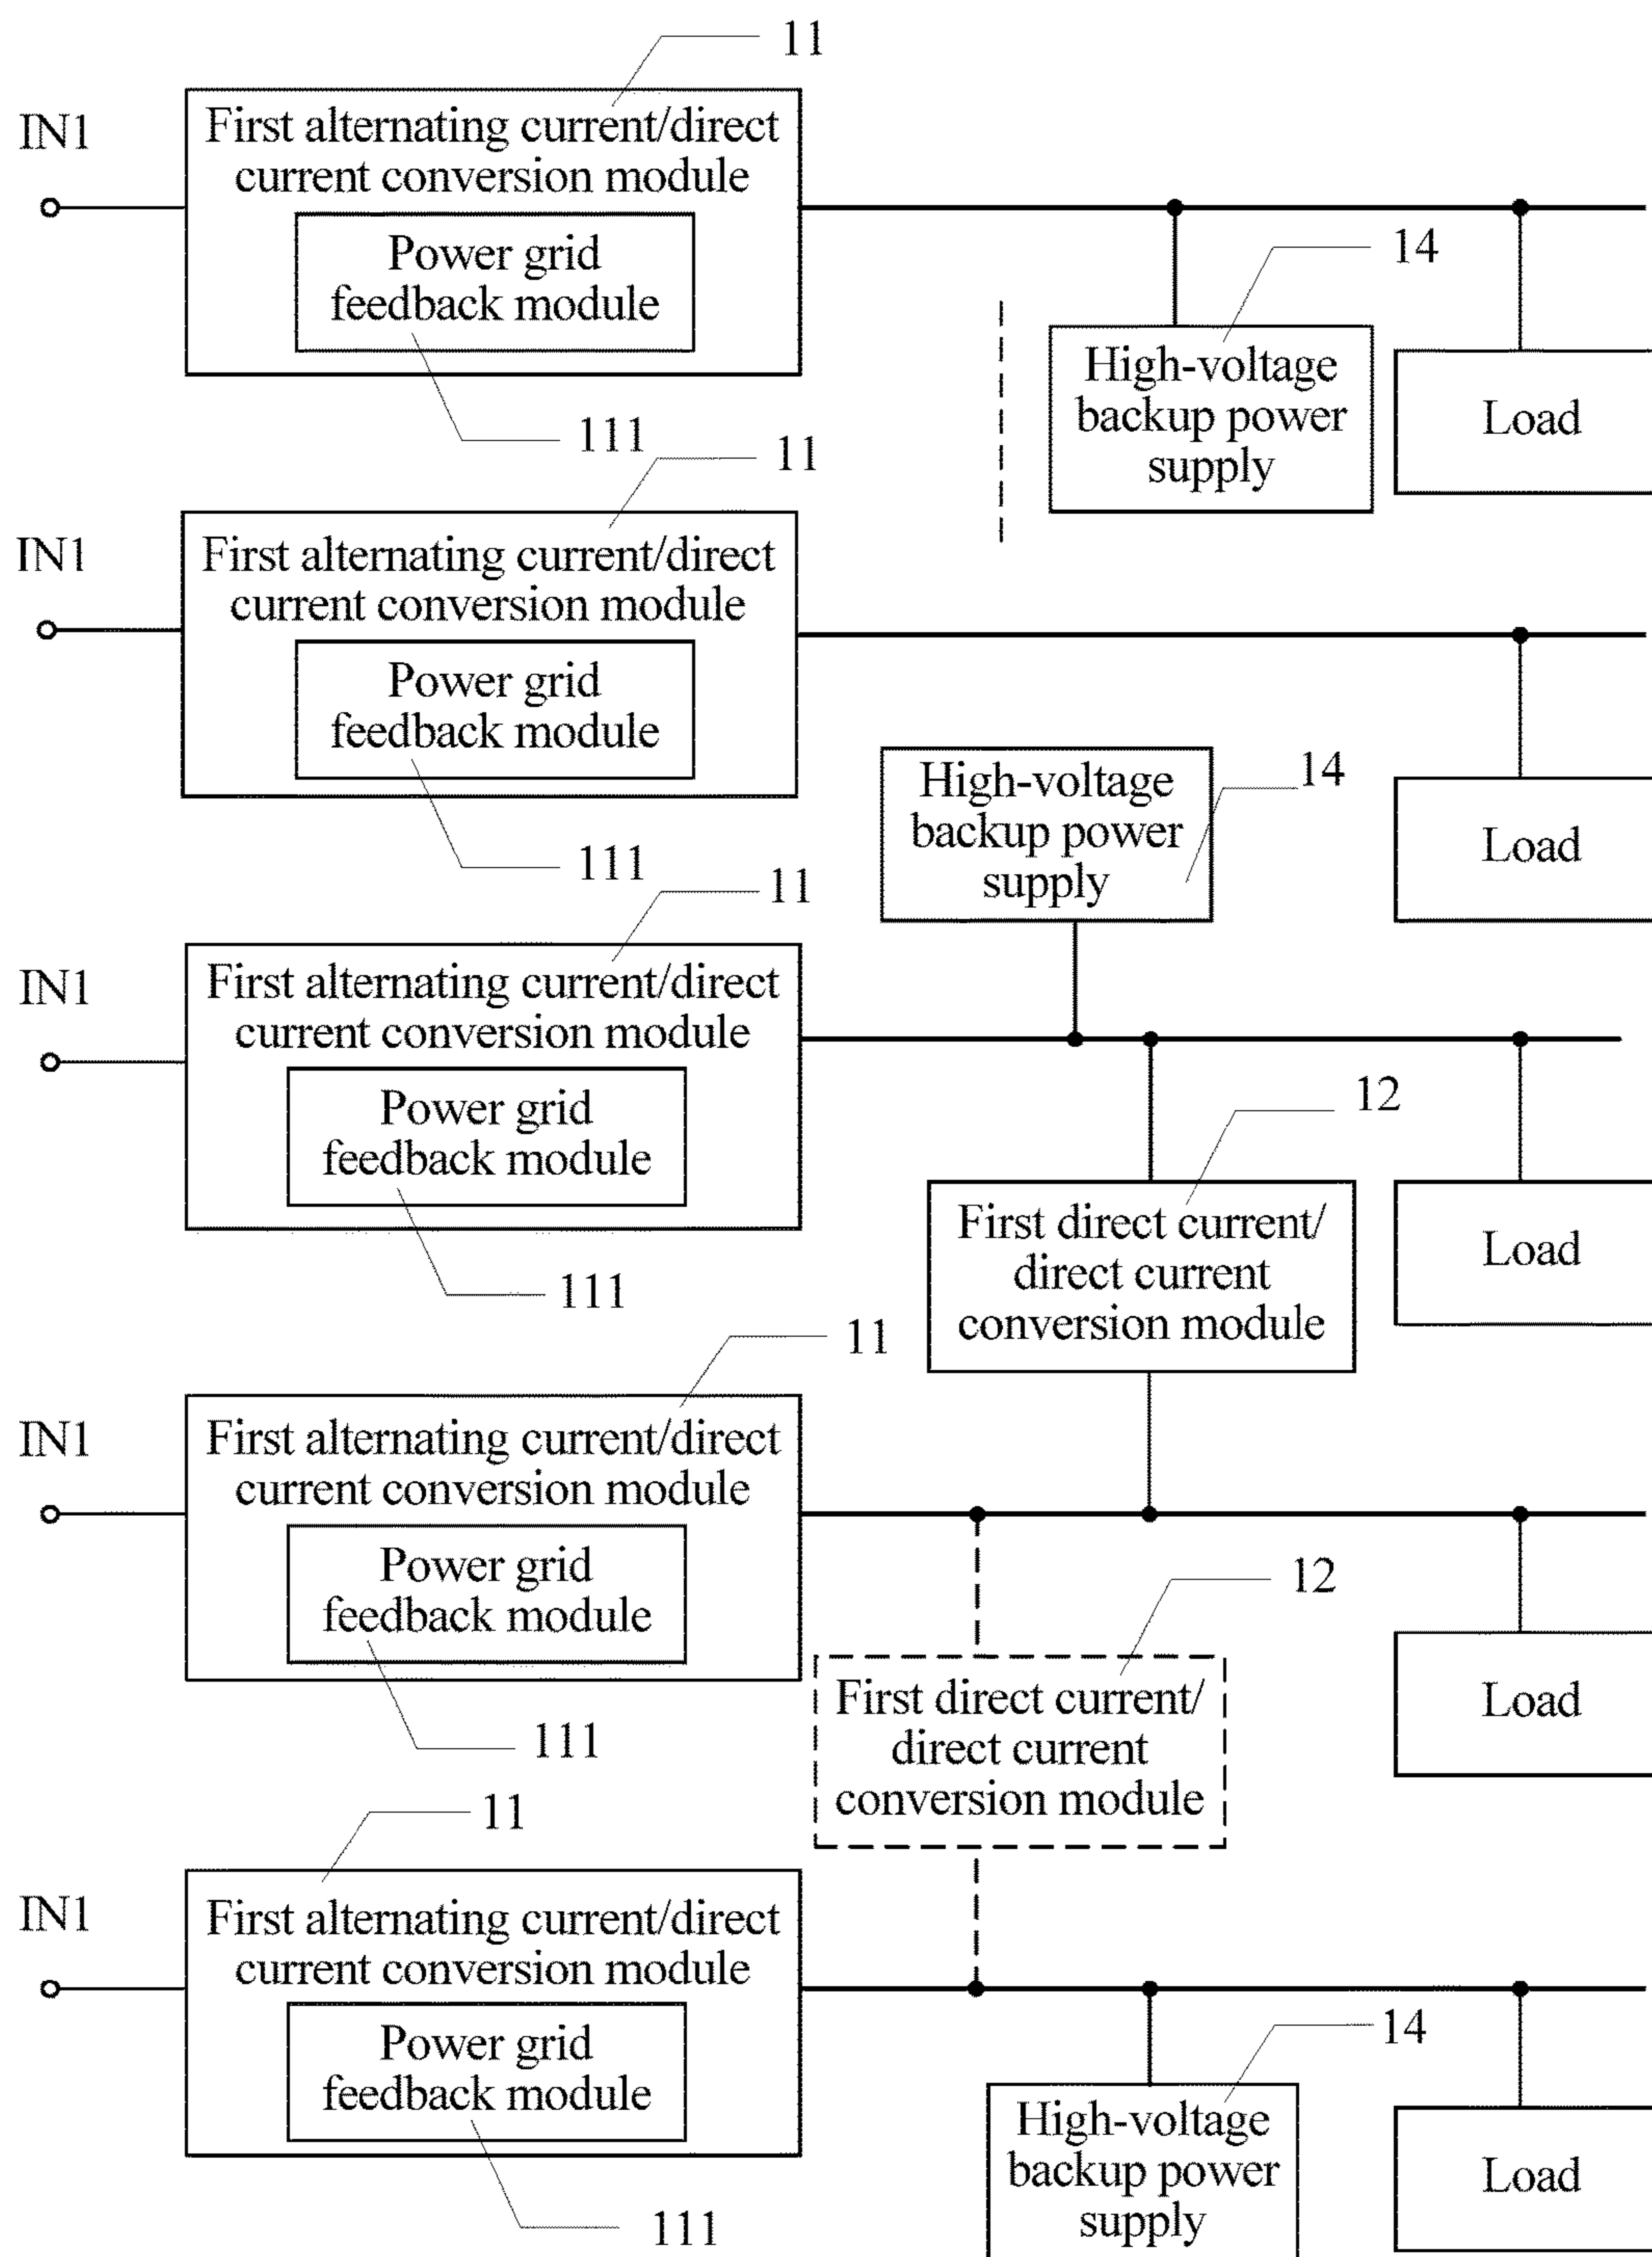 11
IN1
First alternating current/direct
current conversion module
Power grid
feedback module
14
High-voltage
backup power
supply
Load
111
11
IN1
First alternating current/direct
current conversion module
Power grid
feedback module
High-voltage
backup power
supply
14
Load
111
11
IN1
First alternating current/direct
current conversion module
Power grid
feedback module
12
First direct current/
direct current
conversion module
Load
111
11
IN1
First alternating current/direct
current conversion module
Power grid
feedback module
12
First direct current/
direct current
conversion module
Load
111
11
IN1
First alternating current/direct
current conversion module
Power grid
feedback module
14
High-voltage
backup power
supply
Load
111